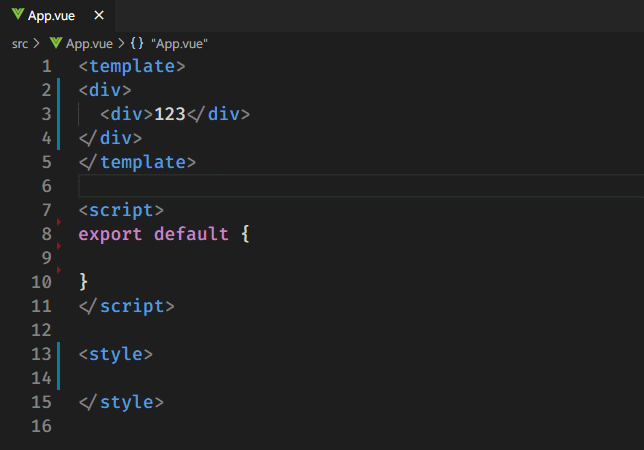 App.vue ×
src > App.vue > {} "App.vue"
1 <template>
2 <div>
3   <div>123</div>
4 </div>
5 </template>
6
7 <script>
8 export default {
9
10 }
11 </script>
12
13 <style>
14
15 </style>
16